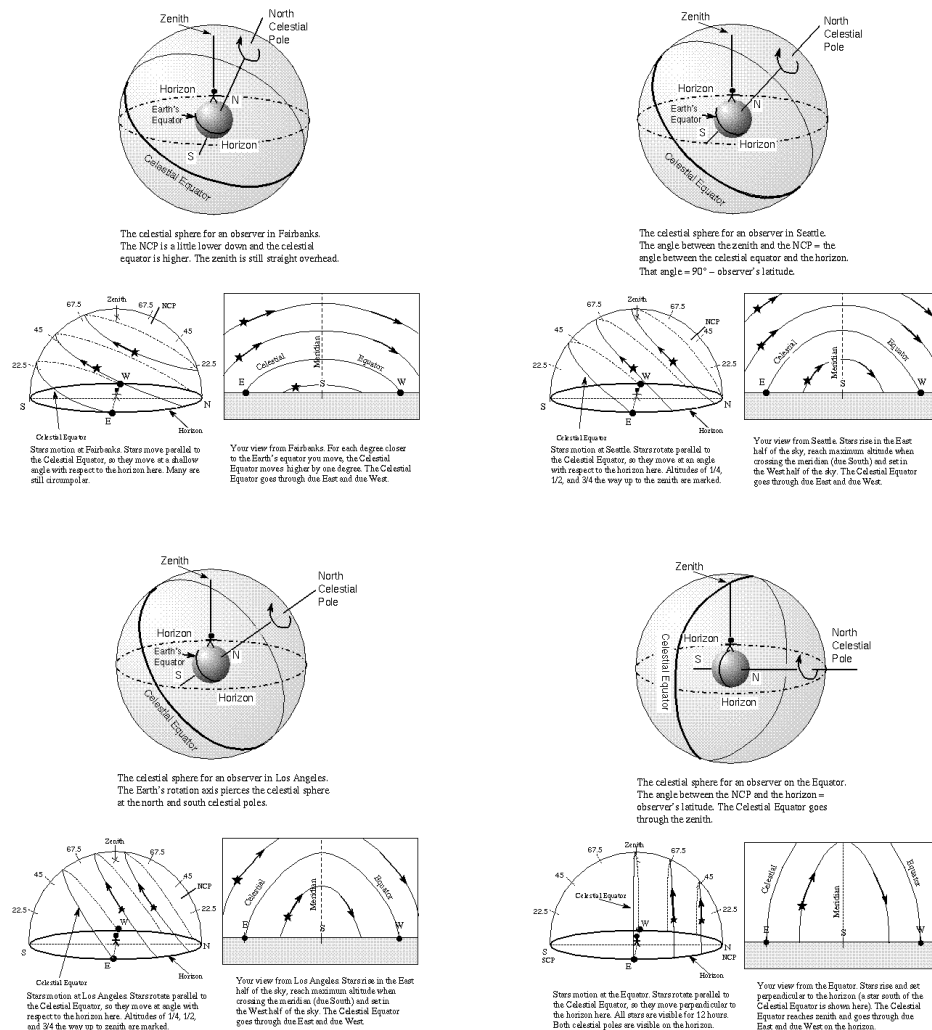 Zenith
North
Celestial
Pole
Horizon
N
Earth's
Equator
S
Horizon
Celestial Equator
The celestial sphere for an observer in Fairbanks.
The NCP is a little lower down and the celestial
equator is higher. The zenith is still straight overhead.
Zenith
North
Celestial
Pole
Horizon
N
Earth's
Equator
S
Horizon
Celestial Equator
The celestial sphere for an observer in Seattle.
The angle between the zenith and the NCP = the
angle between the celestial equator and the horizon.
That angle = 90° – observer's latitude.
67.5
Zenith
67.5
NCP
45
45
22.5
22.5
W
S
N
E
Celestial Equator
Horizon
Stars motion at Fairbanks. Stars move parallel to
the Celestial Equator, so they move at a shallow
angle with respect to the horizon here. Many are
still circumpolar.
Celestial
Meridian
Equator
E
S
W
Your view from Fairbanks. For each degree closer
to the Earth's equator you move, the Celestial
Equator moves higher by one degree. The Celestial
Equator goes through due East and due West.
67.5
Zenith
67.5
NCP
45
45
22.5
22.5
W
S
N
E
Celestial Equator
Horizon
Stars motion at Seattle. Stars rotate parallel to
the Celestial Equator, so they move at an angle
with respect to the horizon here. Altitudes of 1/4,
1/2, and 3/4 the way up to the zenith are marked.
Celestial
Meridian
Equator
E
S
W
Your view from Seattle. Stars rise in the East
half of the sky, reach maximum altitude when
crossing the meridian (due South) and set in
the West half of the sky. The Celestial Equator
goes through due East and due West.
Zenith
North
Celestial
Pole
Horizon
Earth's
Equator
S
N
Horizon
Celestial Equator
The celestial sphere for an observer in Los Angeles.
The Earth's rotation axis pierces the celestial sphere
at the north and south celestial poles.
Zenith
Celestial Equator
Horizon
North
Celestial
Pole
S
N
Horizon
The celestial sphere for an observer on the Equator.
The angle between the NCP and the horizon =
observer's latitude. The Celestial Equator goes
through the zenith.
67.5
Zenith
67.5
45
45
NCP
22.5
22.5
W
S
N
E
Celestial Equator
Horizon
Stars motion at Los Angeles. Stars rotate parallel to
the Celestial Equator, so they move at an angle with
respect to the horizon here. Altitudes of 1/4, 1/2,
and 3/4 the way up to zenith are marked.
Celestial
Meridian
Equator
E
S
W
Your view from Los Angeles. Stars rise in the East
half of the sky, reach maximum altitude when
crossing the meridian (due South) and set in
the West half of the sky. The Celestial Equator
goes through due East and due West.
67.5
Zenith
67.5
45
45
Celestial Equator
22.5
22.5
W
S
SCP
N
NCP
E
Horizon
Stars motion at the Equator. Stars rotate parallel to
the Celestial Equator, so they move perpendicular to
the horizon here. All stars are visible for 12 hours.
Both celestial poles are visible on the horizon.
Celestial
Meridian
Equator
E
S
W
Your view from the Equator. Stars rise and set
perpendicular to the horizon (a star south of the
Celestial Equator is shown here). The Celestial
Equator reaches zenith and goes through due
East and due West on the horizon.